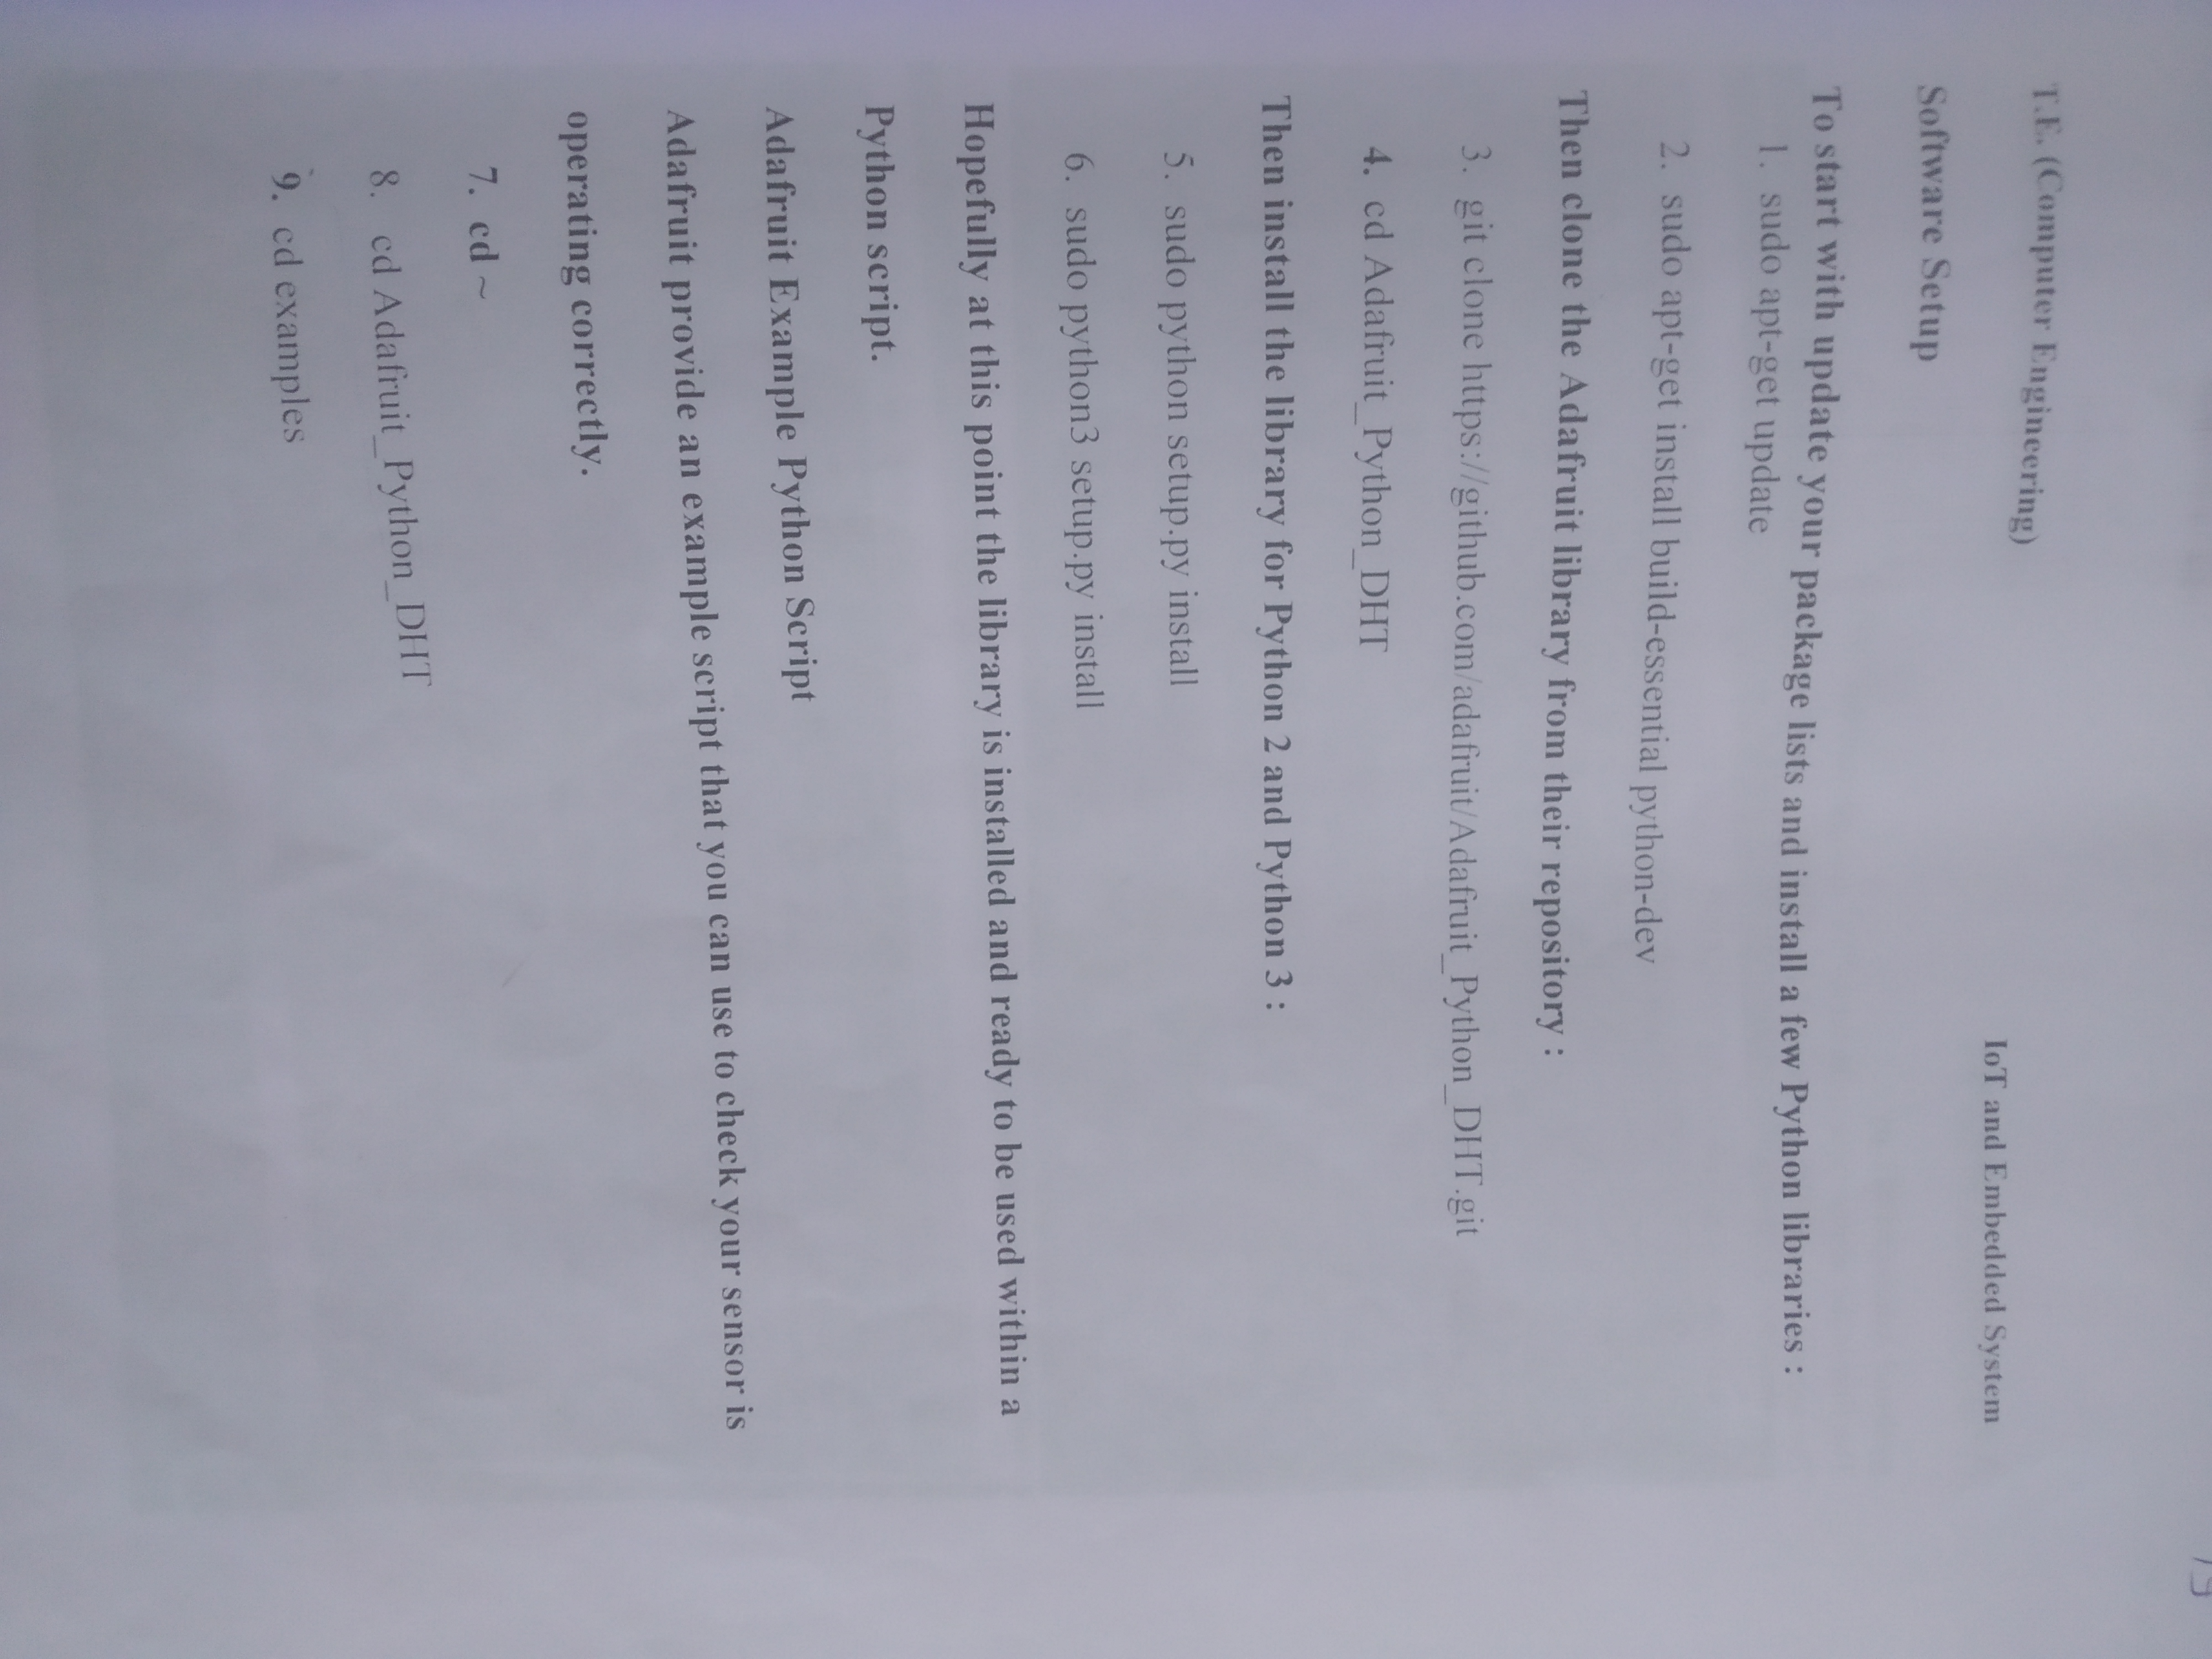 T.E. (Computer Engineering) IoT and Embedded System
Software Setup
To start with update your package lists and install a few Python libraries :
1. sudo apt-get update
2. sudo apt-get install build-essential python-dev
Then clone the Adafruit library from their repository :
3. git clone https://github.com/adafruit/Adafruit_Python_DHT.git
4. cd Adafruit_Python_DHT
Then install the library for Python 2 and Python 3 :
5. sudo python setup.py install
6. sudo python3 setup.py install
Hopefully at this point the library is installed and ready to be used within a
Python script.
Adafruit Example Python Script
Adafruit provide an example script that you can use to check your sensor is
operating correctly.
7. cd ~
8. cd Adafruit_Python_DHT
9. cd examples